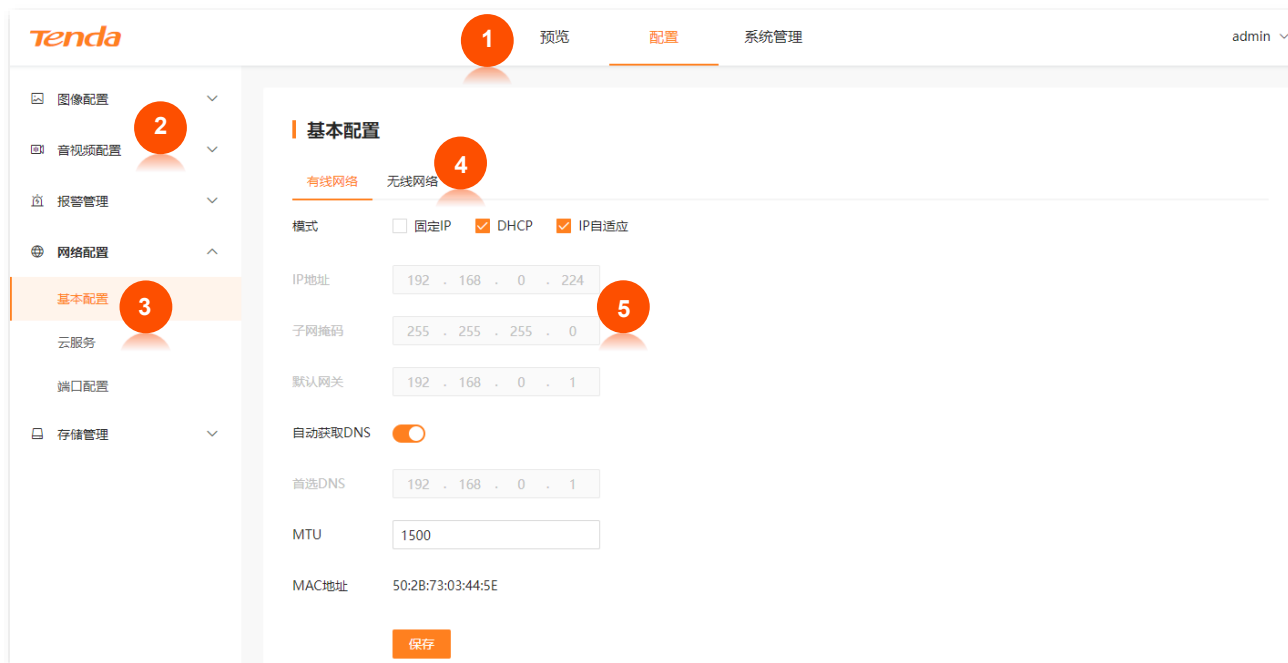 Tenda 1 预览 配置 系统管理 admin
图像配置
2
音视频配置
报警管理
网络配置
基本配置
3
云服务
端口配置
存储管理
基本配置
4
有线网络 无线网络
模式 固定IP DHCP IP自适应
IP地址 192 . 168 . 0 . 224
5
子网掩码 255 . 255 . 255 . 0
默认网关 192 . 168 . 0 . 1
自动获取DNS
首选DNS 192 . 168 . 0 . 1
MTU 1500
MAC地址 50:2B:73:03:44:5E
保存